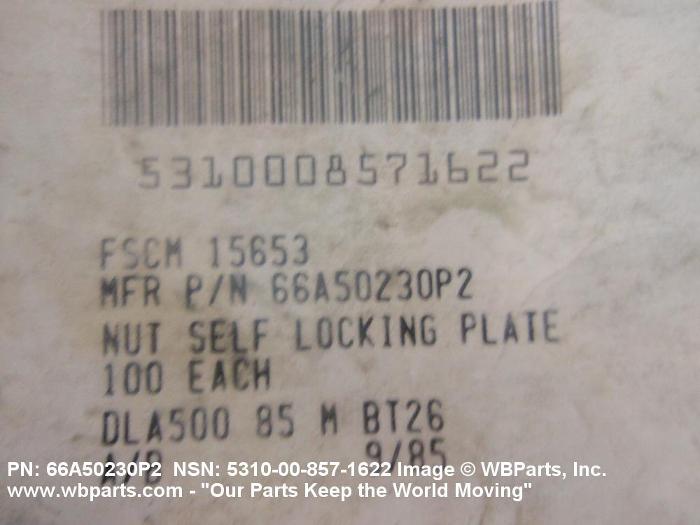 5310008571622
FSCM 15653
MFR P/N 66A50230P2
NUT SELF LOCKING PLATE
100 EACH
DLA500 85 M BT26
A/B 9/85
PN: 66A50230P2 NSN: 5310-00-857-1622 Image © WBParts, Inc.
www.wbparts.com - "Our Parts Keep the World Moving"